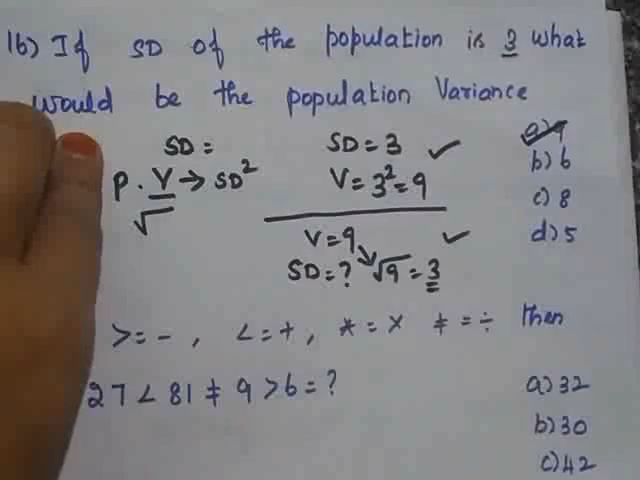 16) If SD of the population is 3 what
would be the population Variance
SD =
P. V → SD²
√
SD = 3 ✓
V = 3² = 9
V = 9 ✓
SD = ? √9 = 3
a) 9
b) 6
c) 8
d) 5
> = - , < = + , * = × ≠ = ÷ then
27 < 81 ≠ 9 > 6 = ?
a) 32
b) 30
c) 42